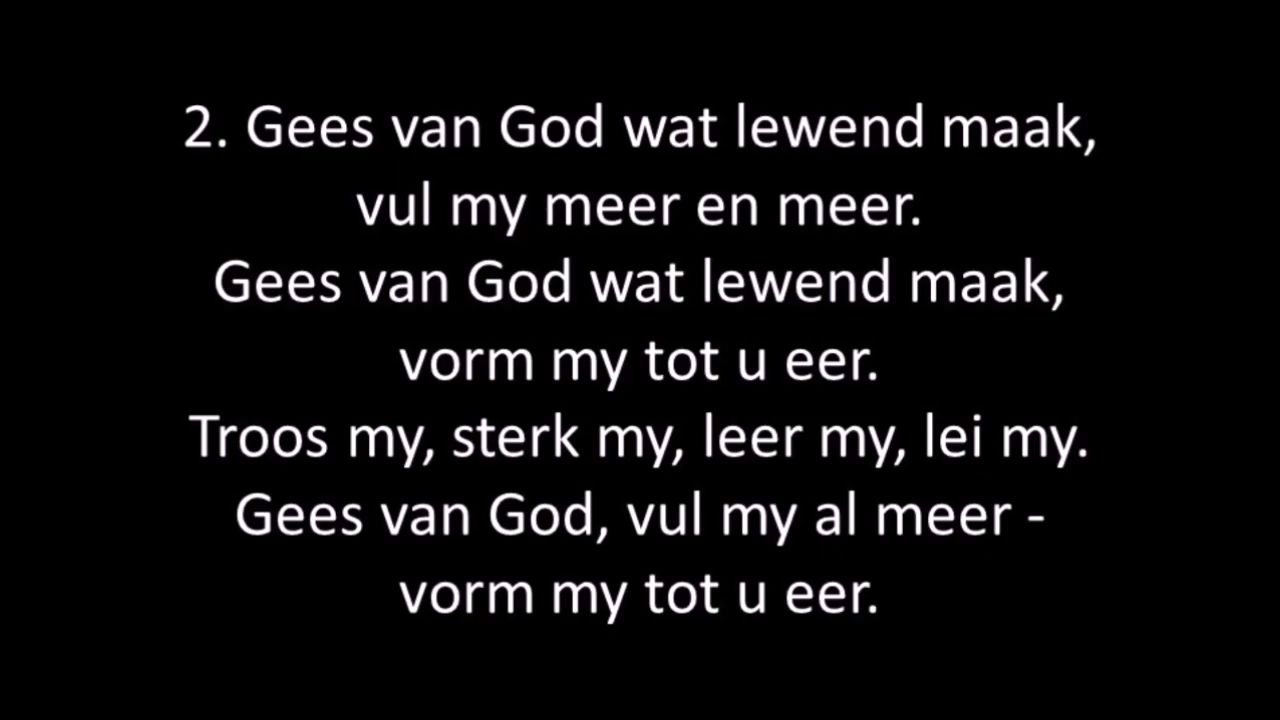 2. Gees van God wat lewend maak,
vul my meer en meer.
Gees van God wat lewend maak,
vorm my tot u eer.
Troos my, sterk my, leer my, lei my.
Gees van God, vul my al meer -
vorm my tot u eer.